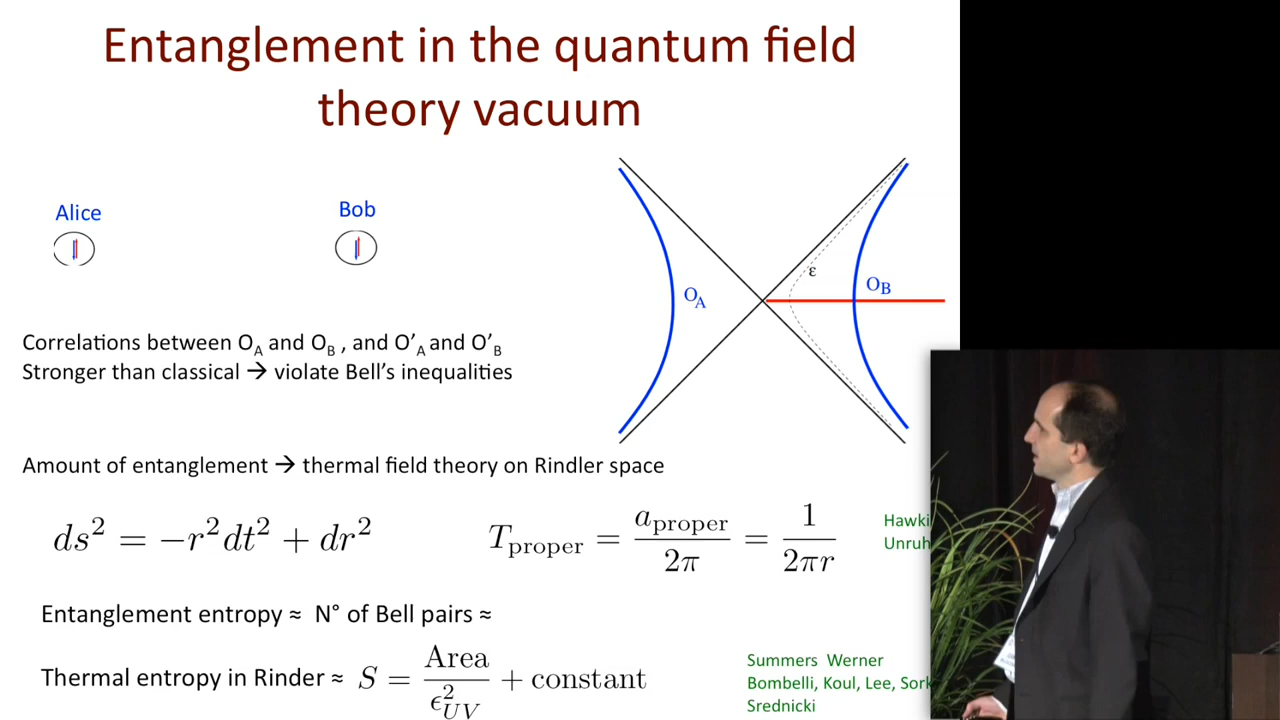 Entanglement in the quantum field
theory vacuum
Alice
Bob
ε
O_A
O_B
Correlations between O_A and O_B , and O’_A and O’_B
Stronger than classical → violate Bell’s inequalities
Amount of entanglement → thermal field theory on Rindler space
ds² = −r²dt² + dr²
T_proper = a_proper / 2π = 1 / 2πr
Unruh
Entanglement entropy ≈ N° of Bell pairs ≈
Thermal entropy in Rinder ≈ S = Area / ϵ²_UV + constant
Summers Werner
Bombelli, Koul, Lee,
Srednicki